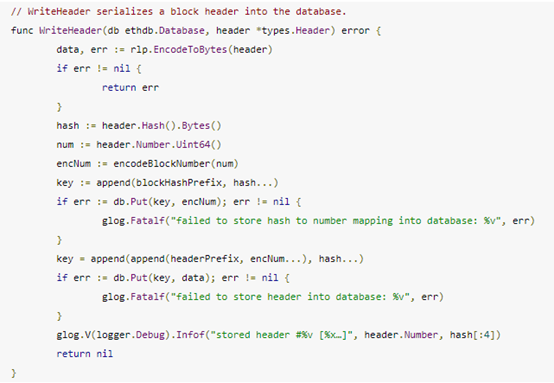 // WriteHeader serializes a block header into the database.
func WriteHeader(db ethdb.Database, header *types.Header) error {
data, err := rlp.EncodeToBytes(header)
if err != nil {
return err
}
hash := header.Hash().Bytes()
num := header.Number.Uint64()
encNum := encodeBlockNumber(num)
key := append(blockHashPrefix, hash...)
if err := db.Put(key, encNum); err != nil {
glog.Fatalf("failed to store hash to number mapping into database: %v", err)
}
key = append(append(headerPrefix, encNum...), hash...)
if err := db.Put(key, data); err != nil {
glog.Fatalf("failed to store header into database: %v", err)
}
glog.V(logger.Debug).Infof("stored header #%v [%x…]", header.Number, hash[:4])
return nil
}